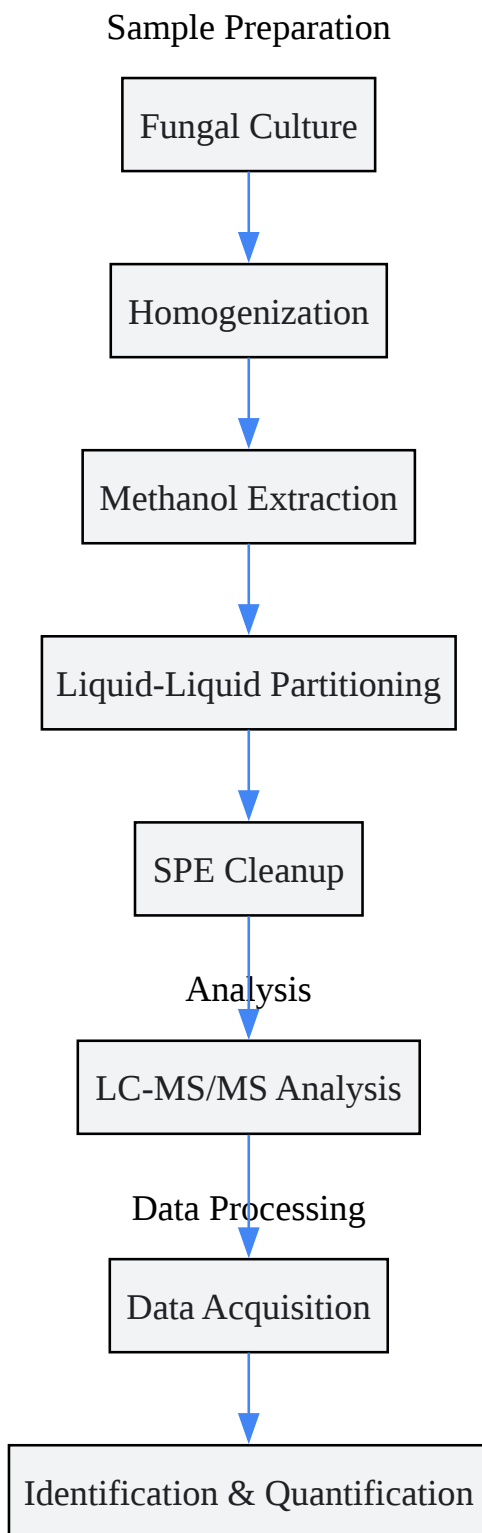 Sample Preparation
Fungal Culture
Homogenization
Methanol Extraction
Liquid-Liquid Partitioning
SPE Cleanup
Analysis
LC-MS/MS Analysis
Data Processing
Data Acquisition
Identification & Quantification